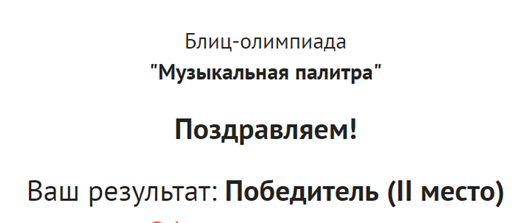 Блиц-олимпиада
"Музыкальная палитра"
Поздравляем!
Ваш результат: Победитель (II место)